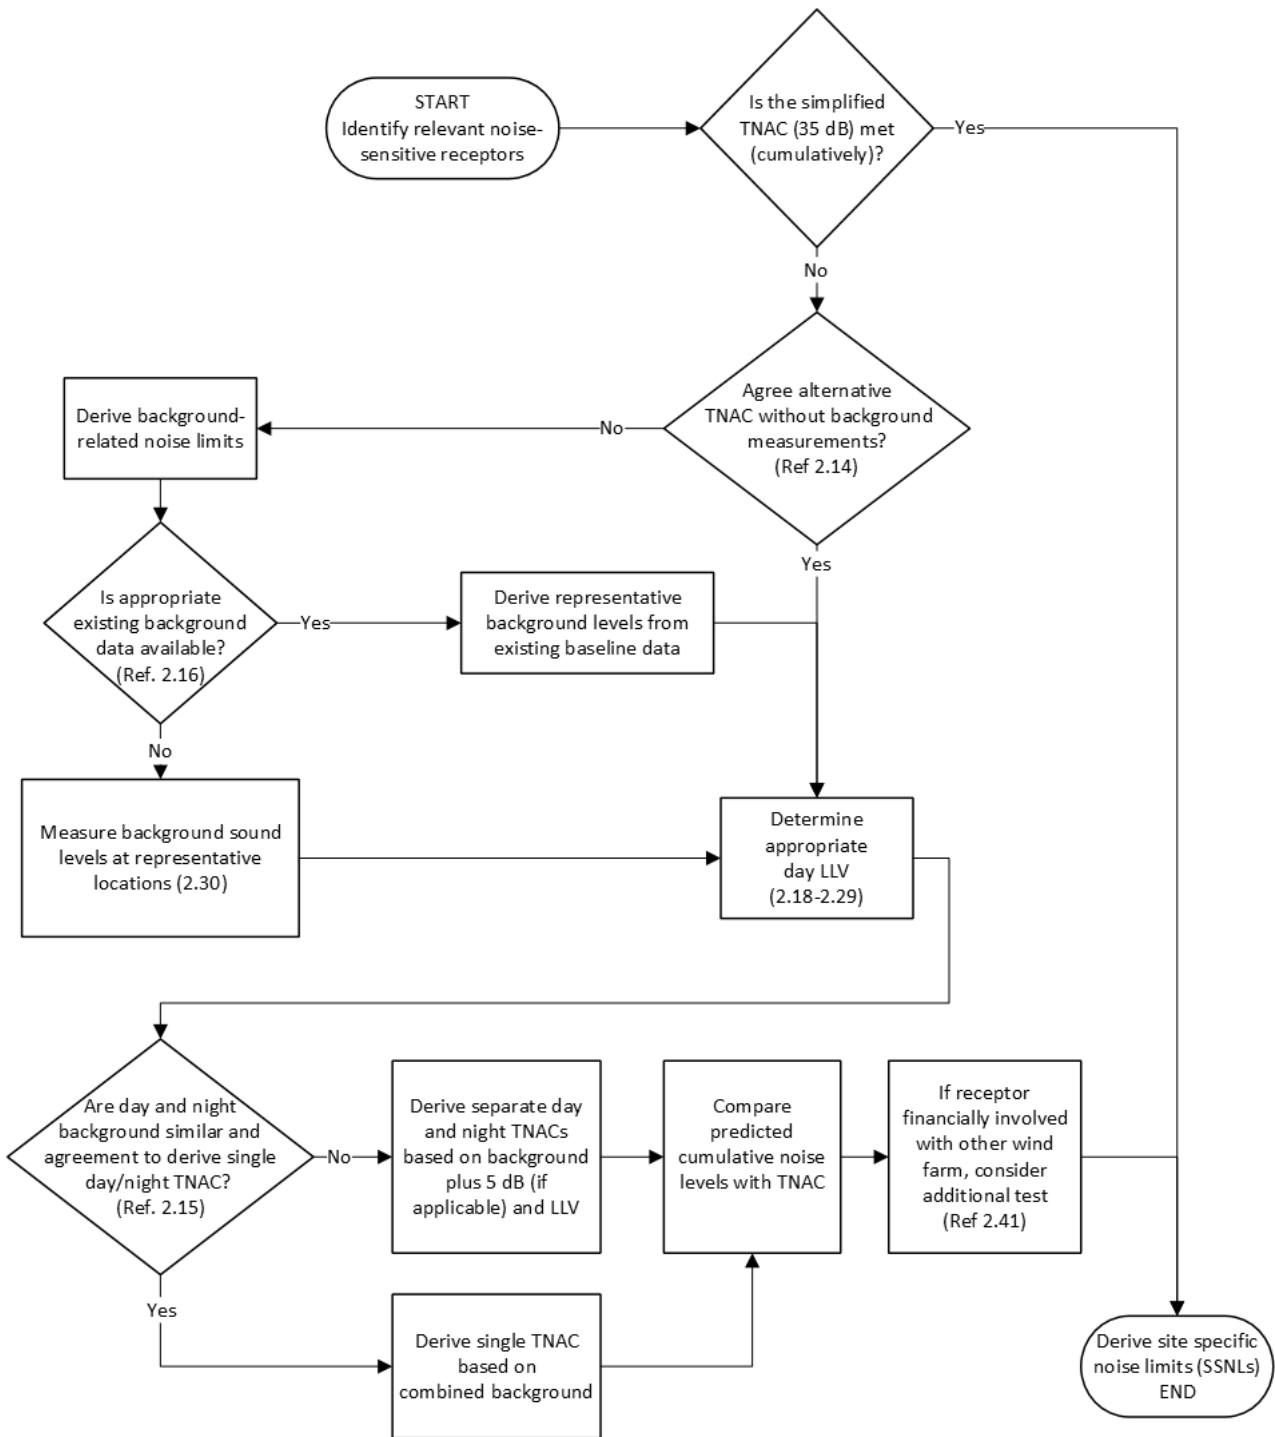 START
Identify relevant noise-
sensitive receptors
Is the simplified
TNAC (35 dB) met
(cumulatively)?
Yes
No
Agree alternative
TNAC without background
measurements?
(Ref 2.14)
No
Yes
Derive background-
related noise limits
Is appropriate
existing background
data available?
(Ref. 2.16)
Yes
No
Derive representative
background levels from
existing baseline data
Measure background sound
levels at representative
locations (2.30)
Determine
appropriate
day LLV
(2.18-2.29)
Are day and night
background similar and
agreement to derive single
day/night TNAC?
(Ref. 2.15)
No
Yes
Derive separate day
and night TNACs
based on background
plus 5 dB (if
applicable) and LLV
Compare
predicted
cumulative noise
levels with TNAC
If receptor
financially involved
with other wind
farm, consider
additional test
(Ref 2.41)
Derive single TNAC
based on
combined background
Derive site specific
noise limits (SSNLs)
END